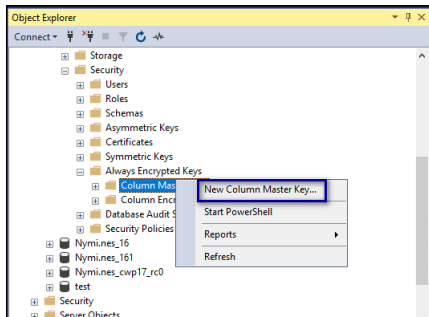 Object Explorer
Connect
Storage
Security
Users
Roles
Schemas
Asymmetric Keys
Certificates
Symmetric Keys
Always Encrypted Keys
Column Mas
New Column Master Key...
Column Encr
Start PowerShell
Database Audit S
Security Policies
Reports
Nymi.nes_16
Nymi.nes_161
Refresh
Nymi.nes_cwp17_rc0
test
Security
Server Objects